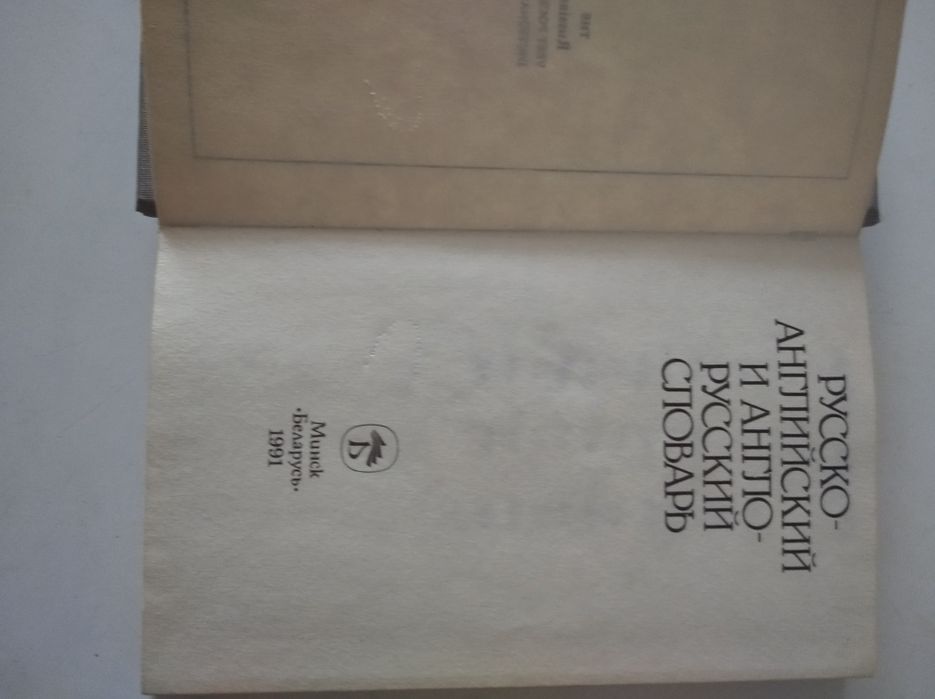 РУССКО-
АНГЛИЙСКИЙ
И АНГЛО-
РУССКИЙ
СЛОВАРЬ
Минск
«Беларусь»
1991